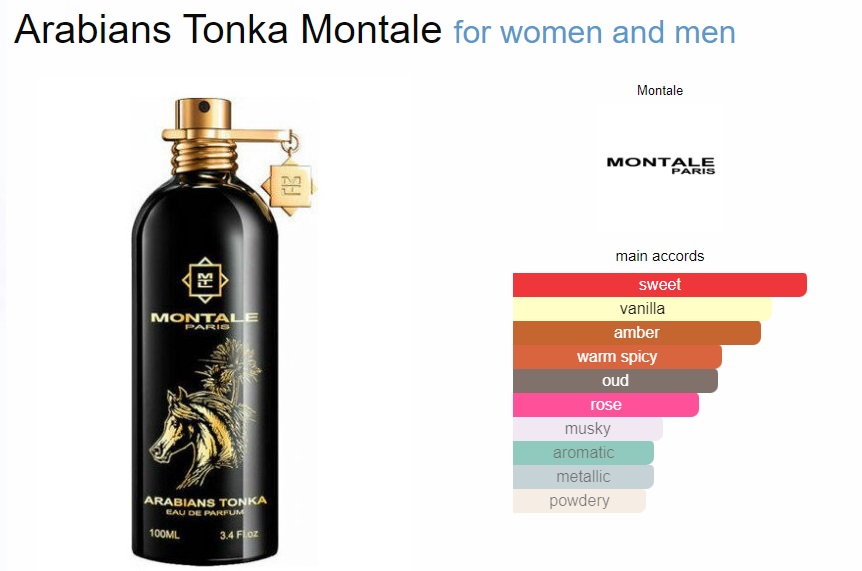 Arabians Tonka Montale for women and men
Montale
MONTALE
PARIS
main accords
sweet
vanilla
amber
warm spicy
oud
rose
musky
aromatic
metallic
powdery
MONTALE
PARIS
ARABIANS TONKA
EAU DE PARFUM
100ML 3.4 Fl.oz